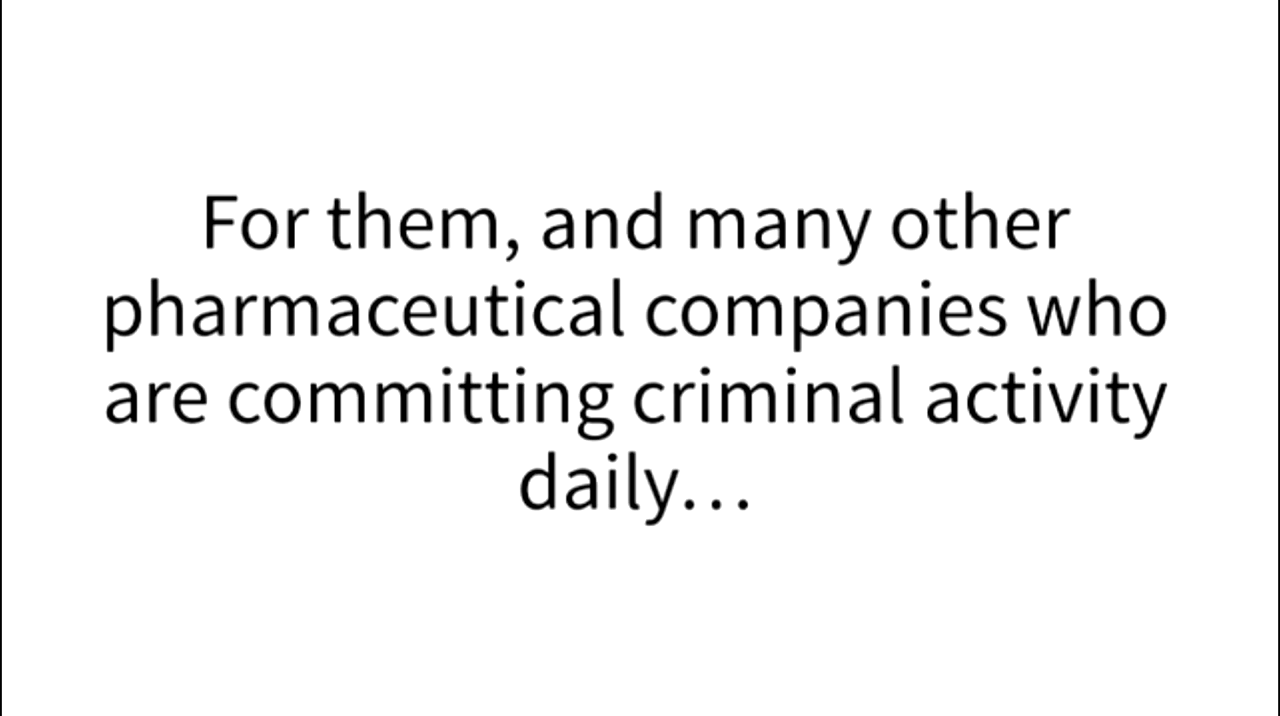 For them, and many other
pharmaceutical companies who
are committing criminal activity
daily…